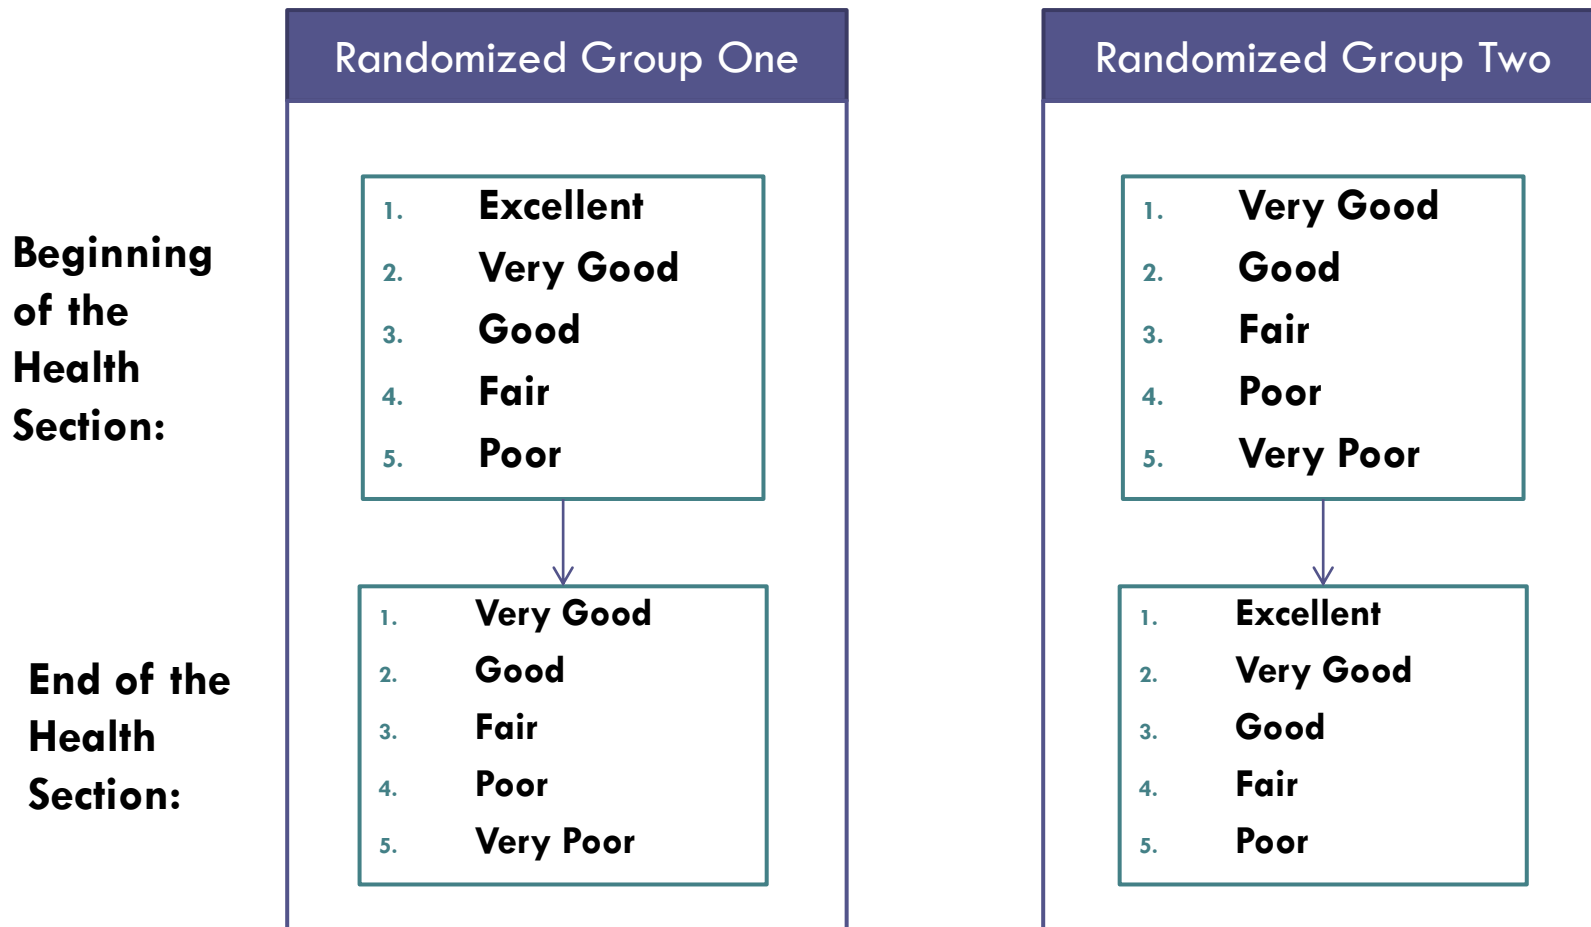 Randomized Group One
Randomized Group Two
Beginning
of the
Health
Section:
1. Excellent
2. Very Good
3. Good
4. Fair
5. Poor
1. Very Good
2. Good
3. Fair
4. Poor
5. Very Poor
End of the
Health
Section:
1. Very Good
2. Good
3. Fair
4. Poor
5. Very Poor
1. Excellent
2. Very Good
3. Good
4. Fair
5. Poor